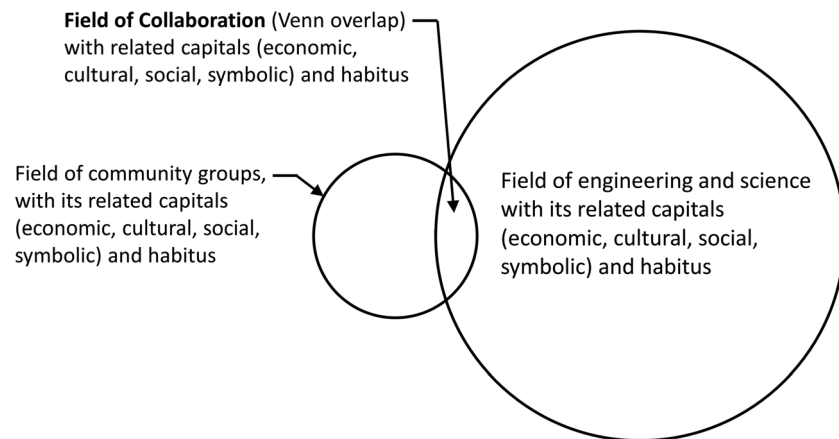 Field of Collaboration (Venn overlap)
with related capitals (economic,
cultural, social, symbolic) and habitus
Field of community groups,
with its related capitals
(economic, cultural, social,
symbolic) and habitus
Field of engineering and science
with its related capitals
(economic, cultural, social,
symbolic) and habitus